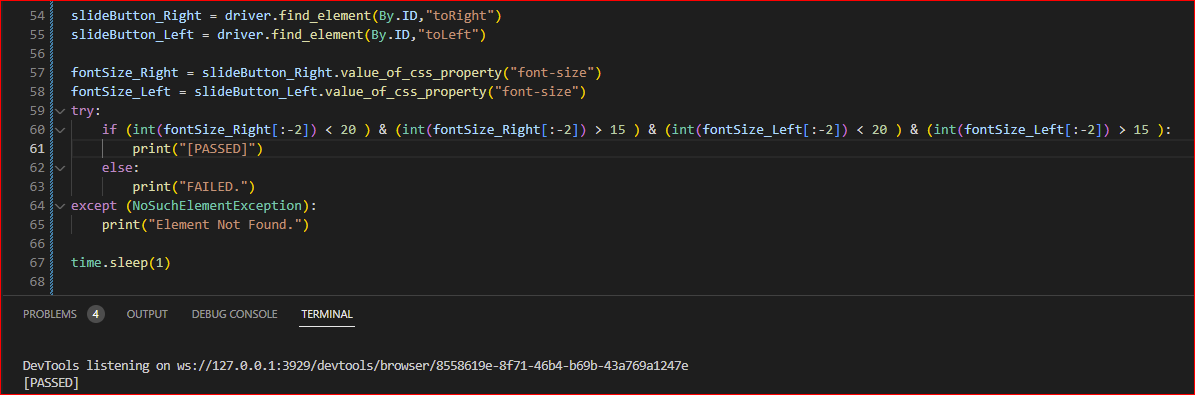 54 slideButton_Right = driver.find_element(By.ID,"toRight")
55 slideButton_Left = driver.find_element(By.ID,"toLeft")
56
57 fontSize_Right = slideButton_Right.value_of_css_property("font-size")
58 fontSize_Left = slideButton_Left.value_of_css_property("font-size")
59 try:
60 if (int(fontSize_Right[:-2]) < 20 ) & (int(fontSize_Right[:-2]) > 15 ) & (int(fontSize_Left[:-2]) < 20 ) & (int(fontSize_Left[:-2]) > 15 ):
61 print("[PASSED]")
62 else:
63 print("FAILED.")
64 except (NoSuchElementException):
65 print("Element Not Found.")
66
67 time.sleep(1)
68
PROBLEMS 4 OUTPUT DEBUG CONSOLE TERMINAL
DevTools listening on ws://127.0.0.1:3929/devtools/browser/8558619e-8f71-46b4-b69b-43a769a1247e
[PASSED]